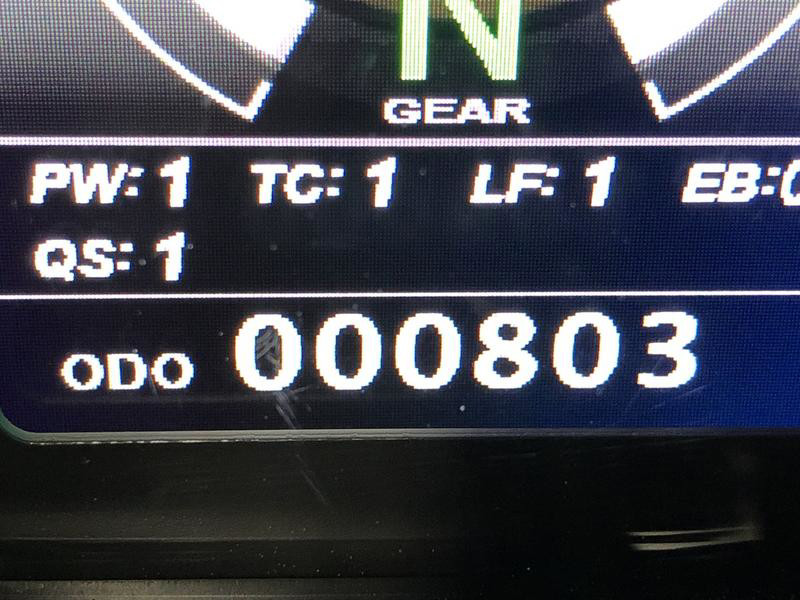 N
GEAR
PW: 1 TC: 1 LF: 1 EB:
QS: 1
ODO 000803